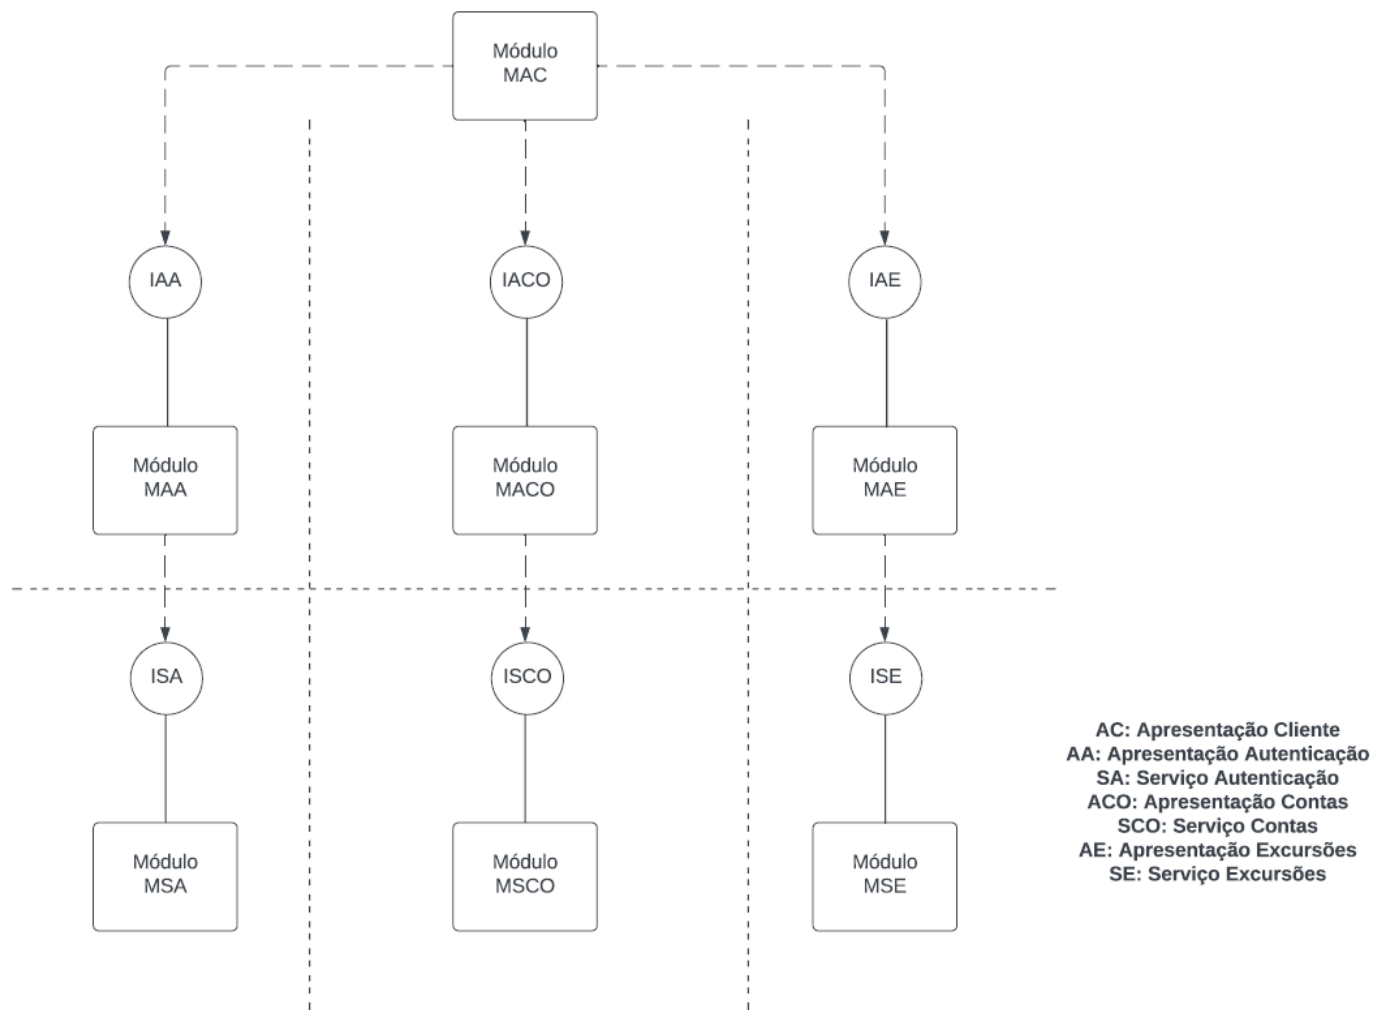 Módulo
MAC
IAA
IACO
IAE
Módulo
MAA
Módulo
MACO
Módulo
MAE
ISA
ISCO
ISE
Módulo
MSA
Módulo
MSCO
Módulo
MSE
AC: Apresentação Cliente
AA: Apresentação Autenticação
SA: Serviço Autenticação
ACO: Apresentação Contas
SCO: Serviço Contas
AE: Apresentação Excursões
SE: Serviço Excursões